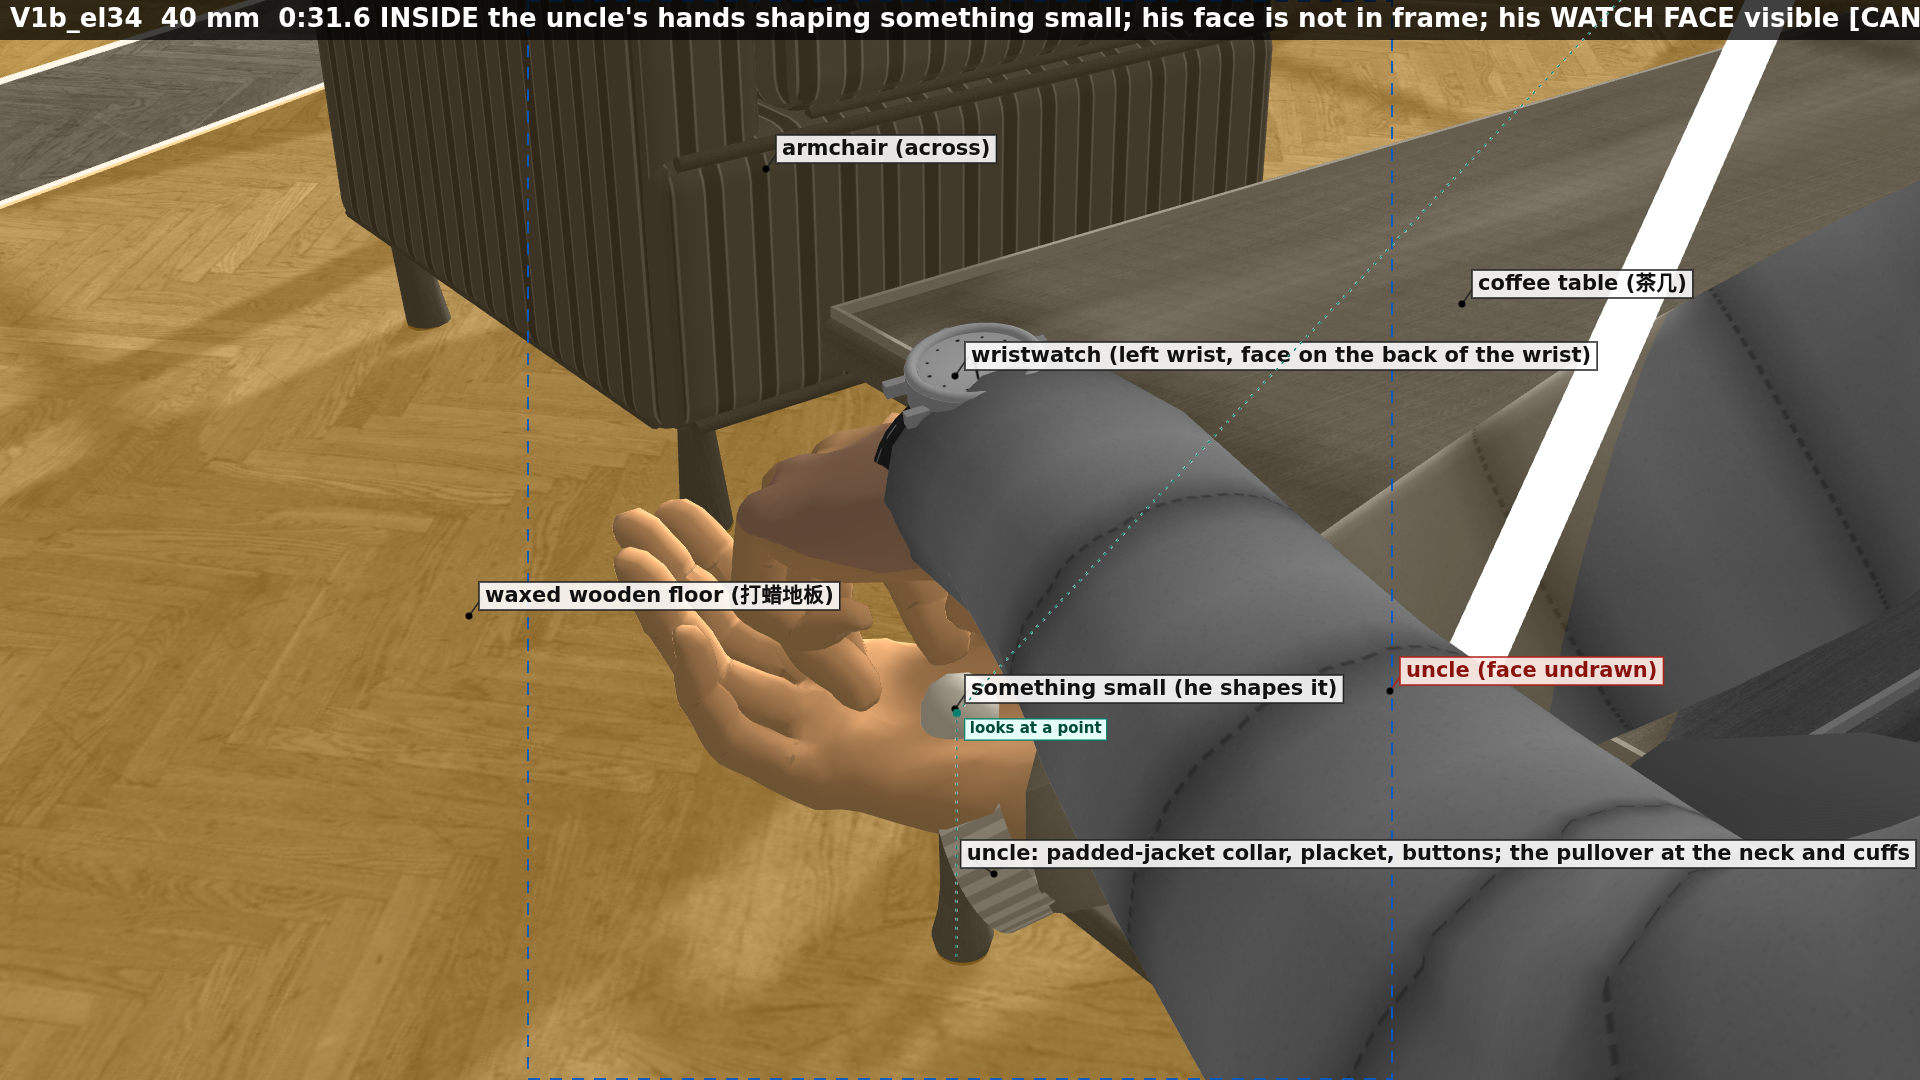 V1b_el34 40 mm 0:31.6 INSIDE the uncle's hands shaping something small; his face is not in frame; his WATCH FACE visible [CAN
armchair (across)
coffee table (茶几)
wristwatch (left wrist, face on the back of the wrist)
waxed wooden floor (打蜡地板)
uncle (face undrawn)
something small (he shapes it)
looks at a point
uncle: padded-jacket collar, placket, buttons; the pullover at the neck and cuffs